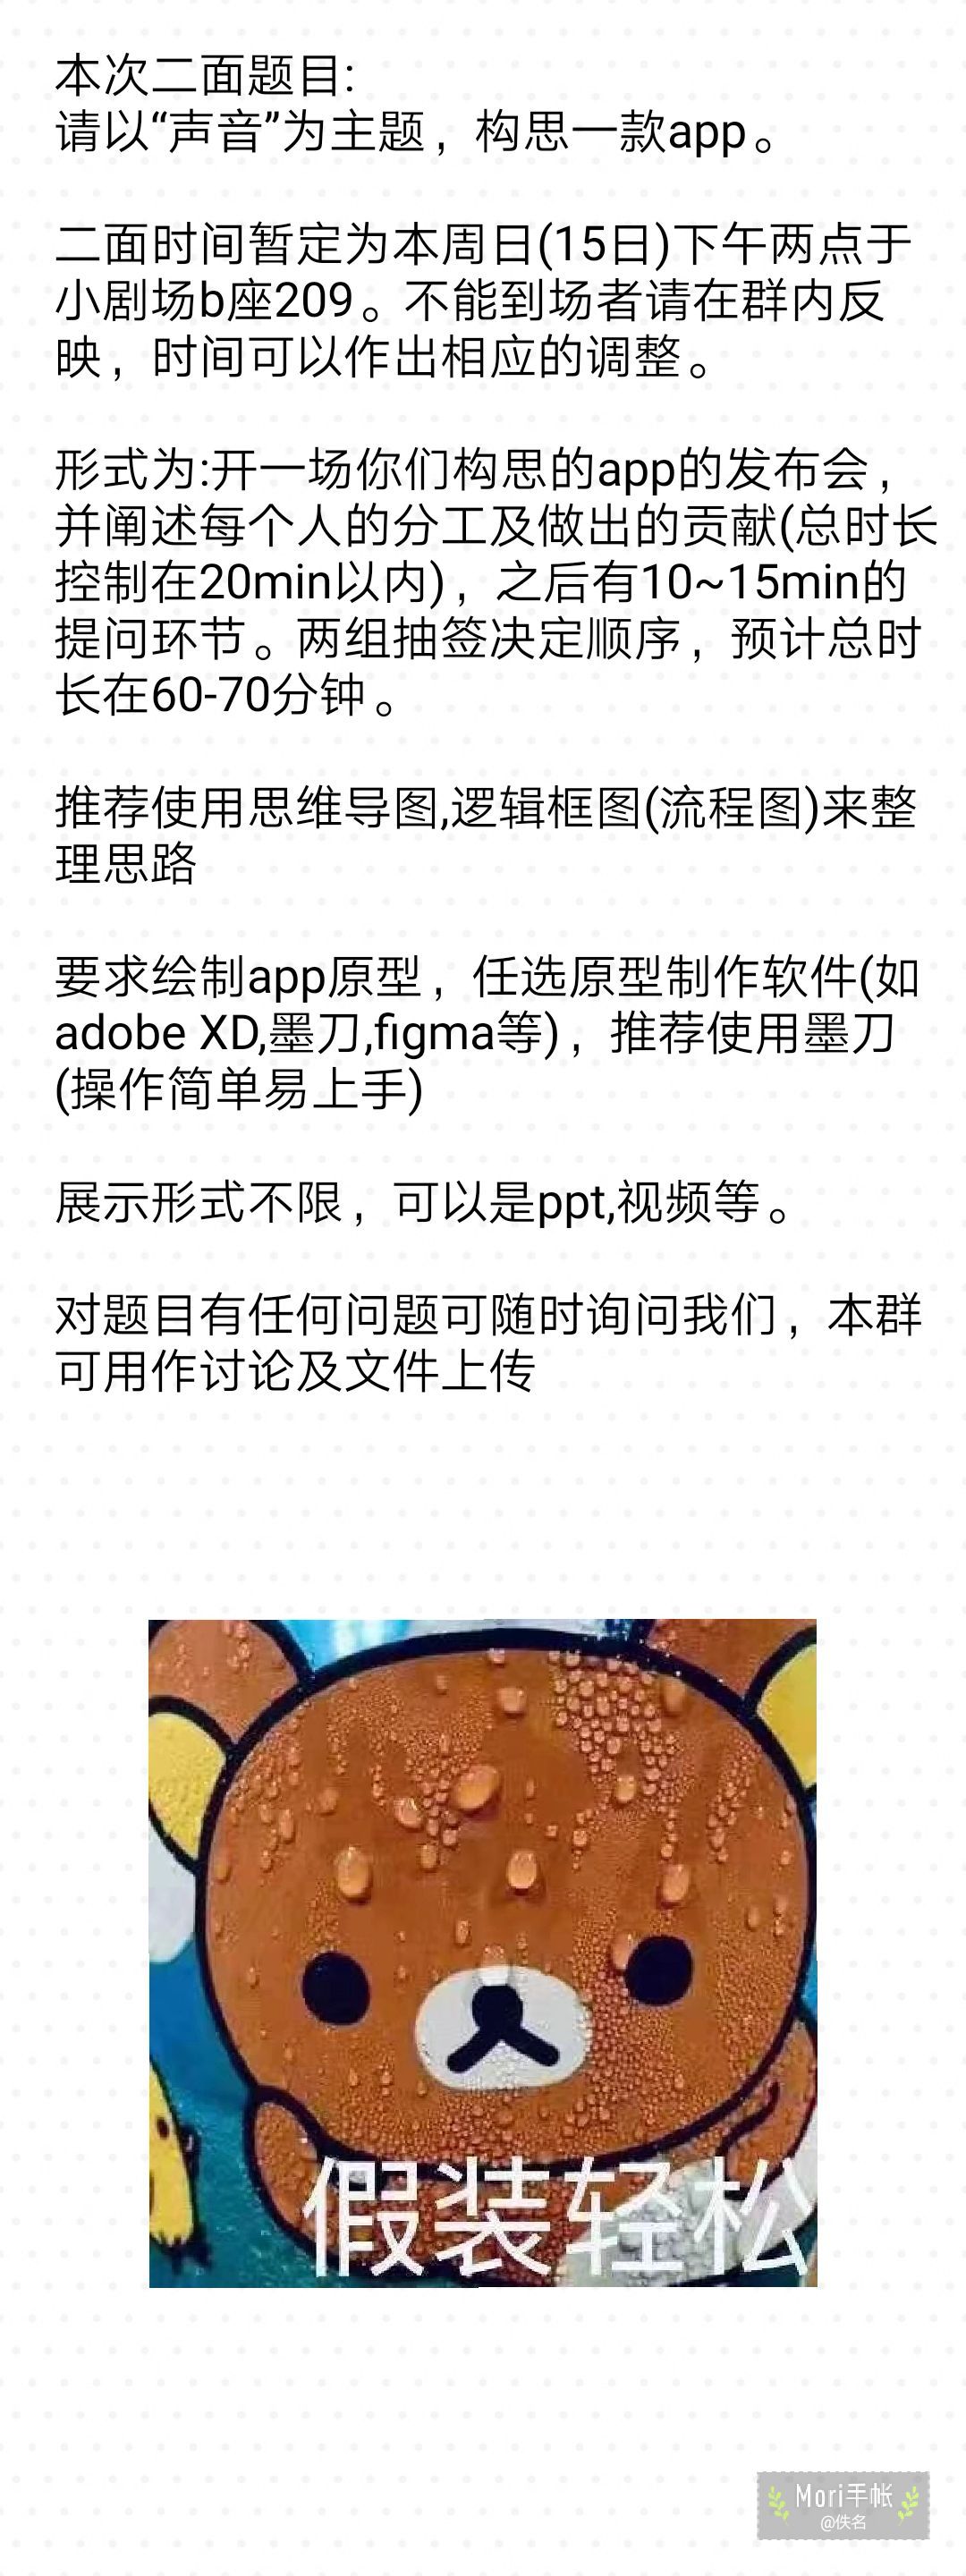 本次二面题目:
请以“声音”为主题，构思一款app。
二面时间暂定为本周日(15日)下午两点于
小剧场b座209。不能到场者请在群内反
映，时间可以作出相应的调整。
形式为:开一场你们构思的app的发布会，
并阐述每个人的分工及做出的贡献(总时长
控制在20min以内)，之后有10~15min的
提问环节。两组抽签决定顺序，预计总时
长在60-70分钟。
推荐使用思维导图,逻辑框图(流程图)来整
理思路
要求绘制app原型，任选原型制作软件(如
adobe XD,墨刀,figma等)，推荐使用墨刀
(操作简单易上手)
展示形式不限，可以是ppt,视频等。
对题目有任何问题可随时询问我们，本群
可用作讨论及文件上传
假装轻松
Mori手帐
@佚名